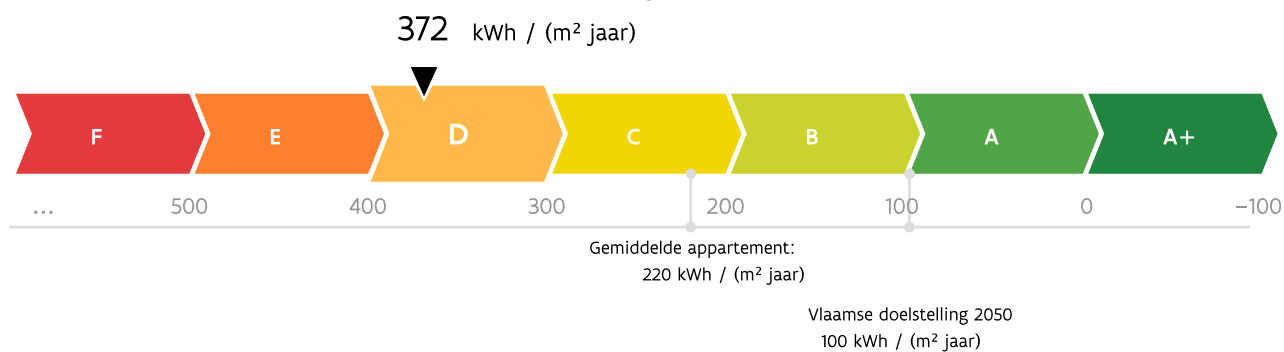 372 kWh / (m² jaar)
F E D C B A A+
... 500 400 300 200 100 0 −100
Gemiddelde appartement:
220 kWh / (m² jaar)
Vlaamse doelstelling 2050
100 kWh / (m² jaar)